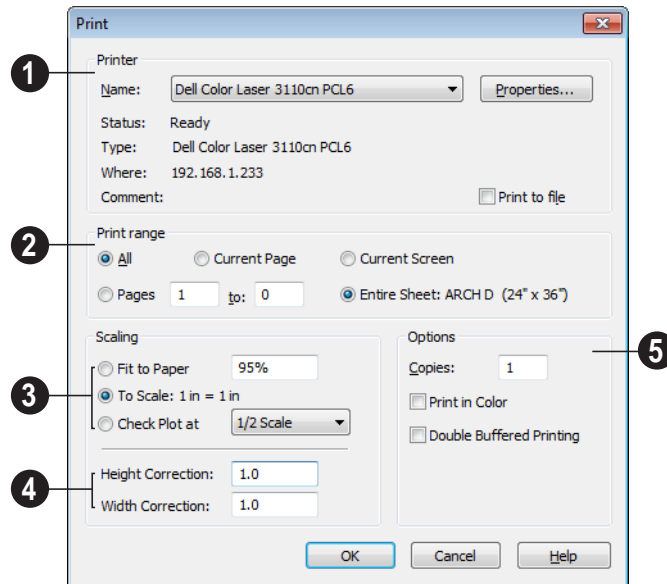 Print
1
Printer
Name: Dell Color Laser 3110cn PCL6 Properties...
Status: Ready
Type: Dell Color Laser 3110cn PCL6
Where: 192.168.1.233
Comment: Print to file
2
Print range
All Current Page Current Screen
Pages 1 to: 0 Entire Sheet: ARCH D (24" x 36")
Scaling
3
Fit to Paper 95%
To Scale: 1 in = 1 in
Check Plot at 1/2 Scale
4
Height Correction: 1.0
Width Correction: 1.0
Options
5
Copies: 1
Print in Color
Double Buffered Printing
OK Cancel Help